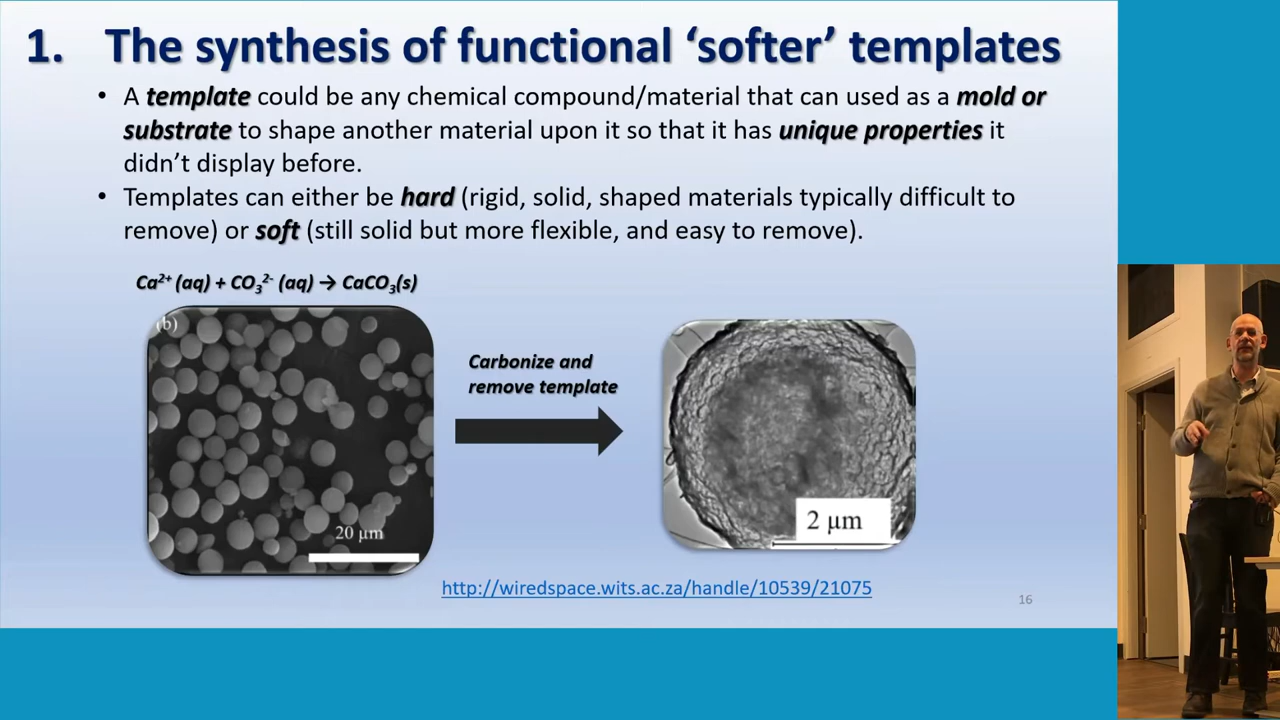 1. The synthesis of functional ‘softer’ templates
• A template could be any chemical compound/material that can used as a mold or
substrate to shape another material upon it so that it has unique properties it
didn’t display before.
• Templates can either be hard (rigid, solid, shaped materials typically difficult to
remove) or soft (still solid but more flexible, and easy to remove).
Ca²⁺ (aq) + CO₃²⁻ (aq) → CaCO₃(s)
(b)
20 µm
Carbonize and
remove template
2 µm
http://wiredspace.wits.ac.za/handle/10539/21075
16